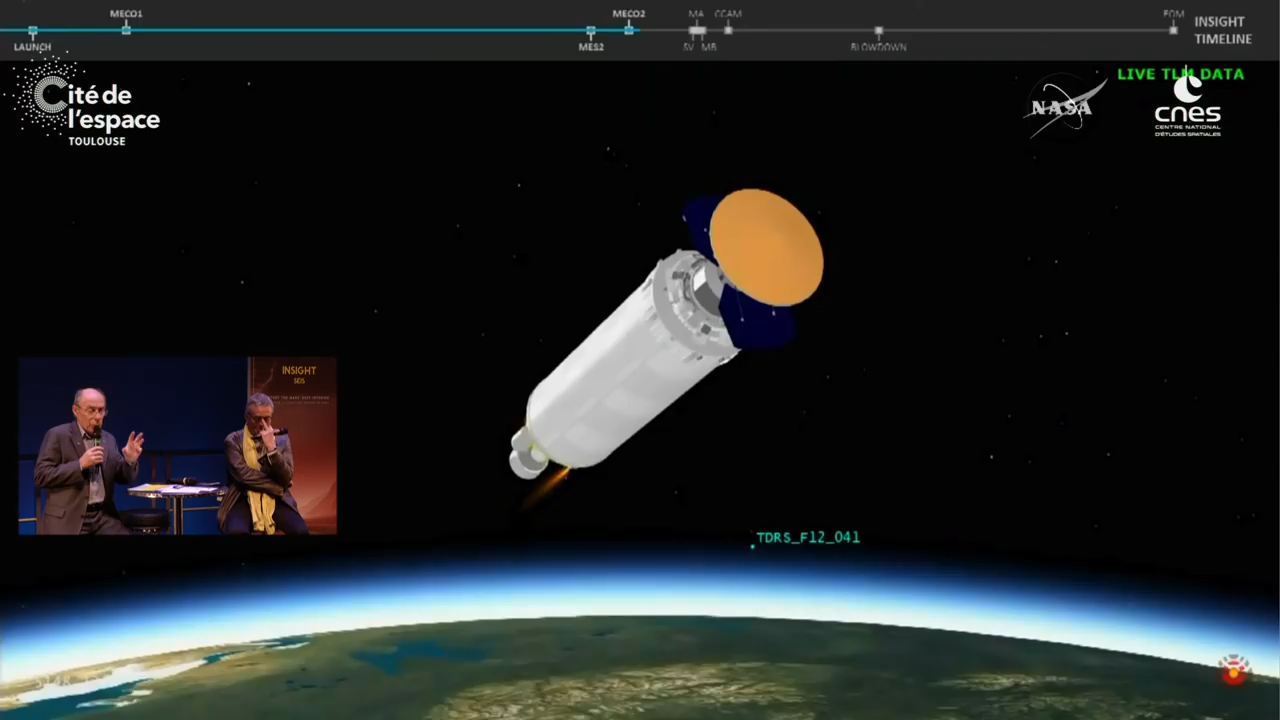 MECO1
MECO2
MA
CCAM
EOM
INSIGHT
TIMELINE
LAUNCH
MES2
SV
MB
BLOWDOWN
LIVE TLM DATA
Cité de
l'espace
TOULOUSE
NASA
cnes
CENTRE NATIONAL
D'ÉTUDES SPATIALES
INSIGHT
SEIS
TDRS_F12_041